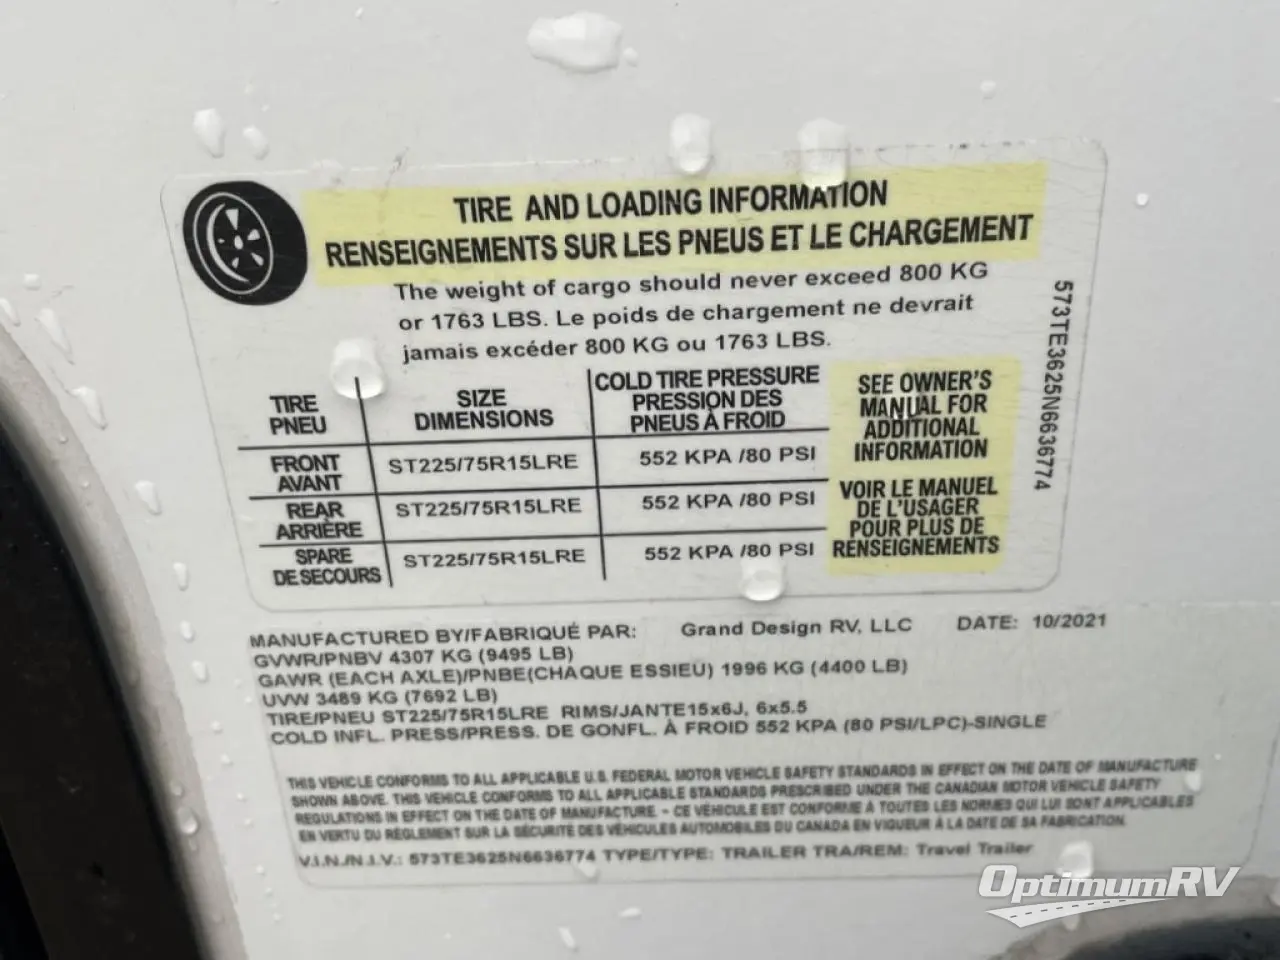 TIRE AND LOADING INFORMATION
RENSEIGNEMENTS SUR LES PNEUS ET LE CHARGEMENT
The weight of cargo should never exceed 800 KG
or 1763 LBS. Le poids de chargement ne devrait
jamais excéder 800 KG ou 1763 LBS.
TIRE
PNEU
SIZE
DIMENSIONS
COLD TIRE PRESSURE
PRESSION DES
PNEUS À FROID
FRONT
AVANT
ST225/75R15LRE
552 KPA /80 PSI
REAR
ARRIÈRE
ST225/75R15LRE
552 KPA /80 PSI
SPARE
DE SECOURS
ST225/75R15LRE
552 KPA /80 PSI
SEE OWNER'S
MANUAL FOR
ADDITIONAL
INFORMATION
VOIR LE MANUEL
DE L'USAGER
POUR PLUS DE
RENSEIGNEMENTS
573TE3625N6636774
MANUFACTURED BY/FABRIQUÉ PAR: Grand Design RV, LLC DATE: 10/2021
GVWR/PNBV 4307 KG (9495 LB)
GAWR (EACH AXLE)/PNBE(CHAQUE ESSIEU) 1996 KG (4400 LB)
UVW 3489 KG (7692 LB)
TIRE/PNEU ST225/75R15LRE RIMS/JANTE15x6J, 6x5.5
COLD INFL. PRESS/PRESS. DE GONFL. À FROID 552 KPA (80 PSI/LPC)-SINGLE
THIS VEHICLE CONFORMS TO ALL APPLICABLE U.S. FEDERAL MOTOR VEHICLE SAFETY STANDARDS IN EFFECT ON THE DATE OF MANUFACTURE
SHOWN ABOVE. THIS VEHICLE CONFORMS TO ALL APPLICABLE STANDARDS PRESCRIBED UNDER THE CANADIAN MOTOR VEHICLE SAFETY
REGULATIONS IN EFFECT ON THE DATE OF MANUFACTURE. - CE VÉHICULE EST CONFORME À TOUTES LES NORMES QUI LUI SONT APPLICABLES
EN VERTU DU RÈGLEMENT SUR LA SÉCURITÉ DES VÉHICULES AUTOMOBILES DU CANADA EN VIGUEUR À LA DATE DE SA FABRICATION.
V.I.N./N.I.V.: 573TE3625N6636774 TYPE/TYPE: TRAILER TRA/REM: Travel Trailer
OptimumRV